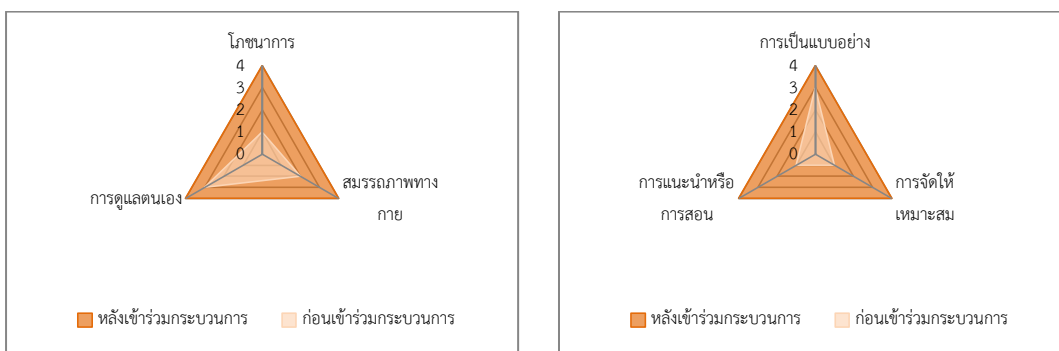 โภชนาการ
4
3
2
1
0
การดูแลตนเอง
สมรรถภาพทาง
กาย
หลังเข้าร่วมกระบวนการ
ก่อนเข้าร่วมกระบวนการ
การเป็นแบบอย่าง
4
3
2
1
0
การแนะนำหรือ
การสอน
การจัดให้
เหมาะสม
หลังเข้าร่วมกระบวนการ
ก่อนเข้าร่วมกระบวนการ